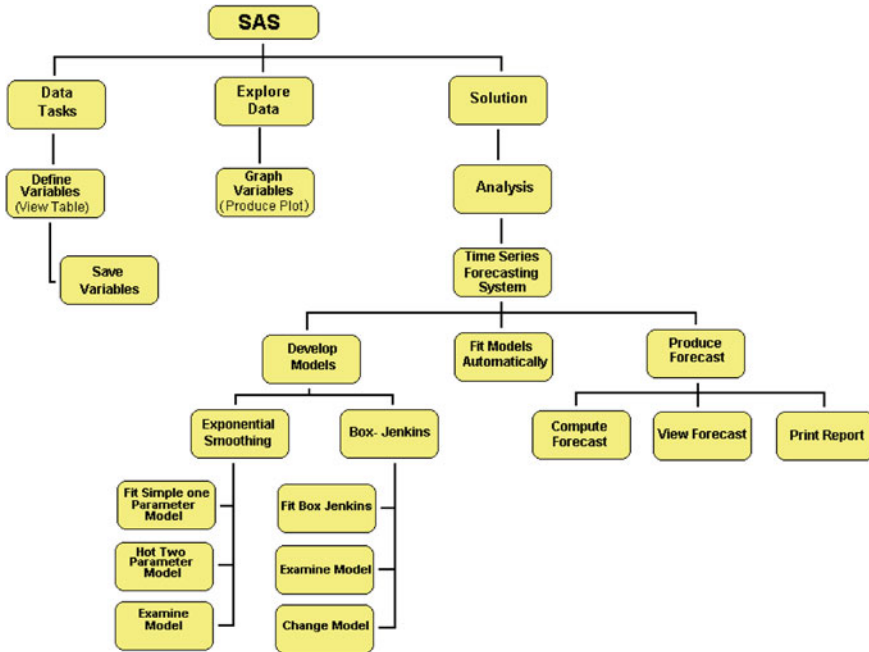 SAS
Data
Tasks
Explore
Data
Solution
Define
Variables
(View Table)
Graph
Variables
(Produce Plot)
Analysis
Save
Variables
Time Series
Forecasting
System
Develop
Models
Fit Models
Automatically
Produce
Forecast
Exponential
Smoothing
Box- Jenkins
Compute
Forecast
View Forecast
Print Report
Fit Simple one
Parameter
Model
Fit Box Jenkins
Hot Two
Parameter
Model
Examine Model
Examine
Model
Change Model